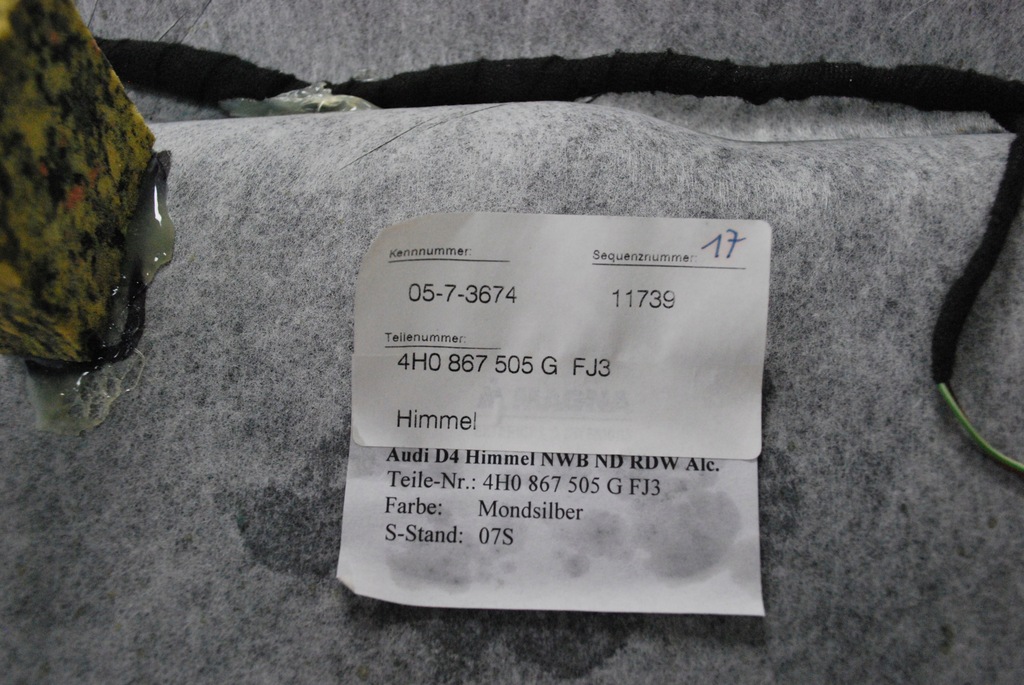 17
Kennnummer: Sequenznummer:
05-7-3674 11739
Teilenummer:
4H0 867 505 G FJ3
Himmel
Audi D4 Himmel NWB ND RDW Alc.
Teile-Nr.: 4H0 867 505 G FJ3
Farbe: Mondsilber
S-Stand: 07S